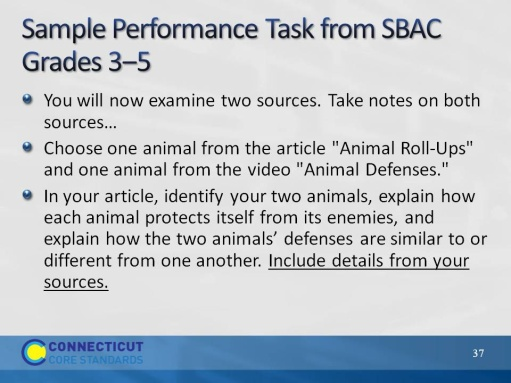 Sample Performance Task from SBAC
Grades 3–5
You will now examine two sources. Take notes on both
sources…
Choose one animal from the article "Animal Roll-Ups"
and one animal from the video "Animal Defenses."
In your article, identify your two animals, explain how
each animal protects itself from its enemies, and
explain how the two animals’ defenses are similar to or
different from one another. Include details from your
sources.
CONNECTICUT
CORE STANDARDS
37